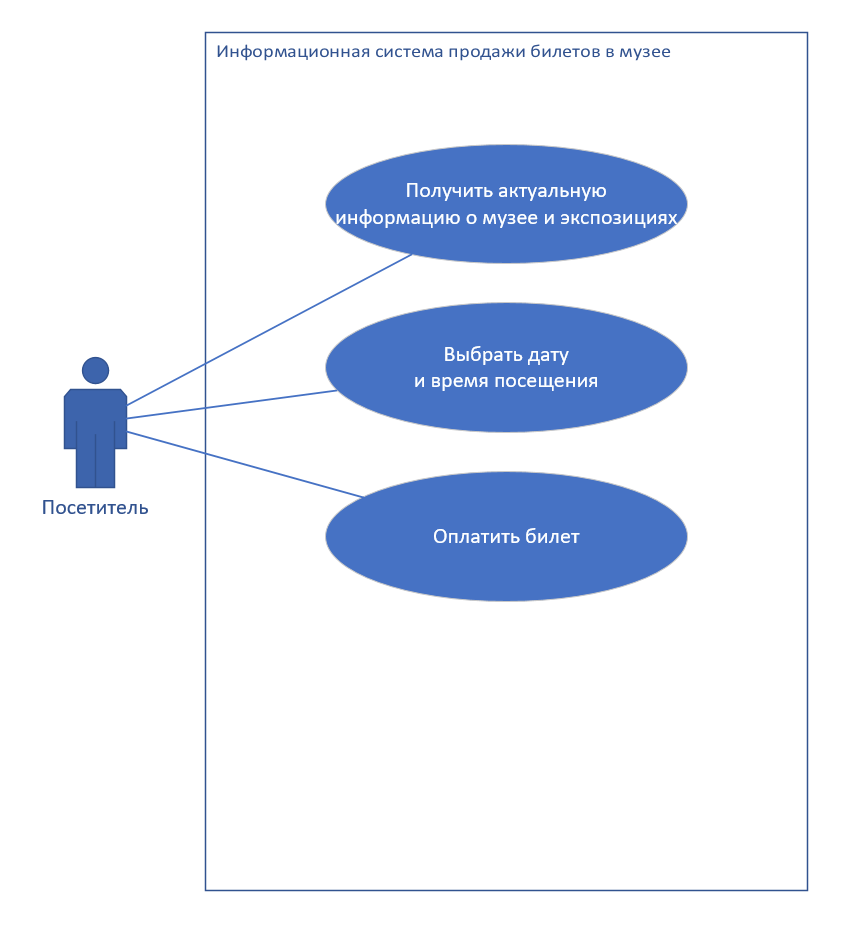 Информационная система продажи билетов в музее
Получить актуальную
информацию о музее и экспозициях
Выбрать дату
и время посещения
Посетитель
Оплатить билет